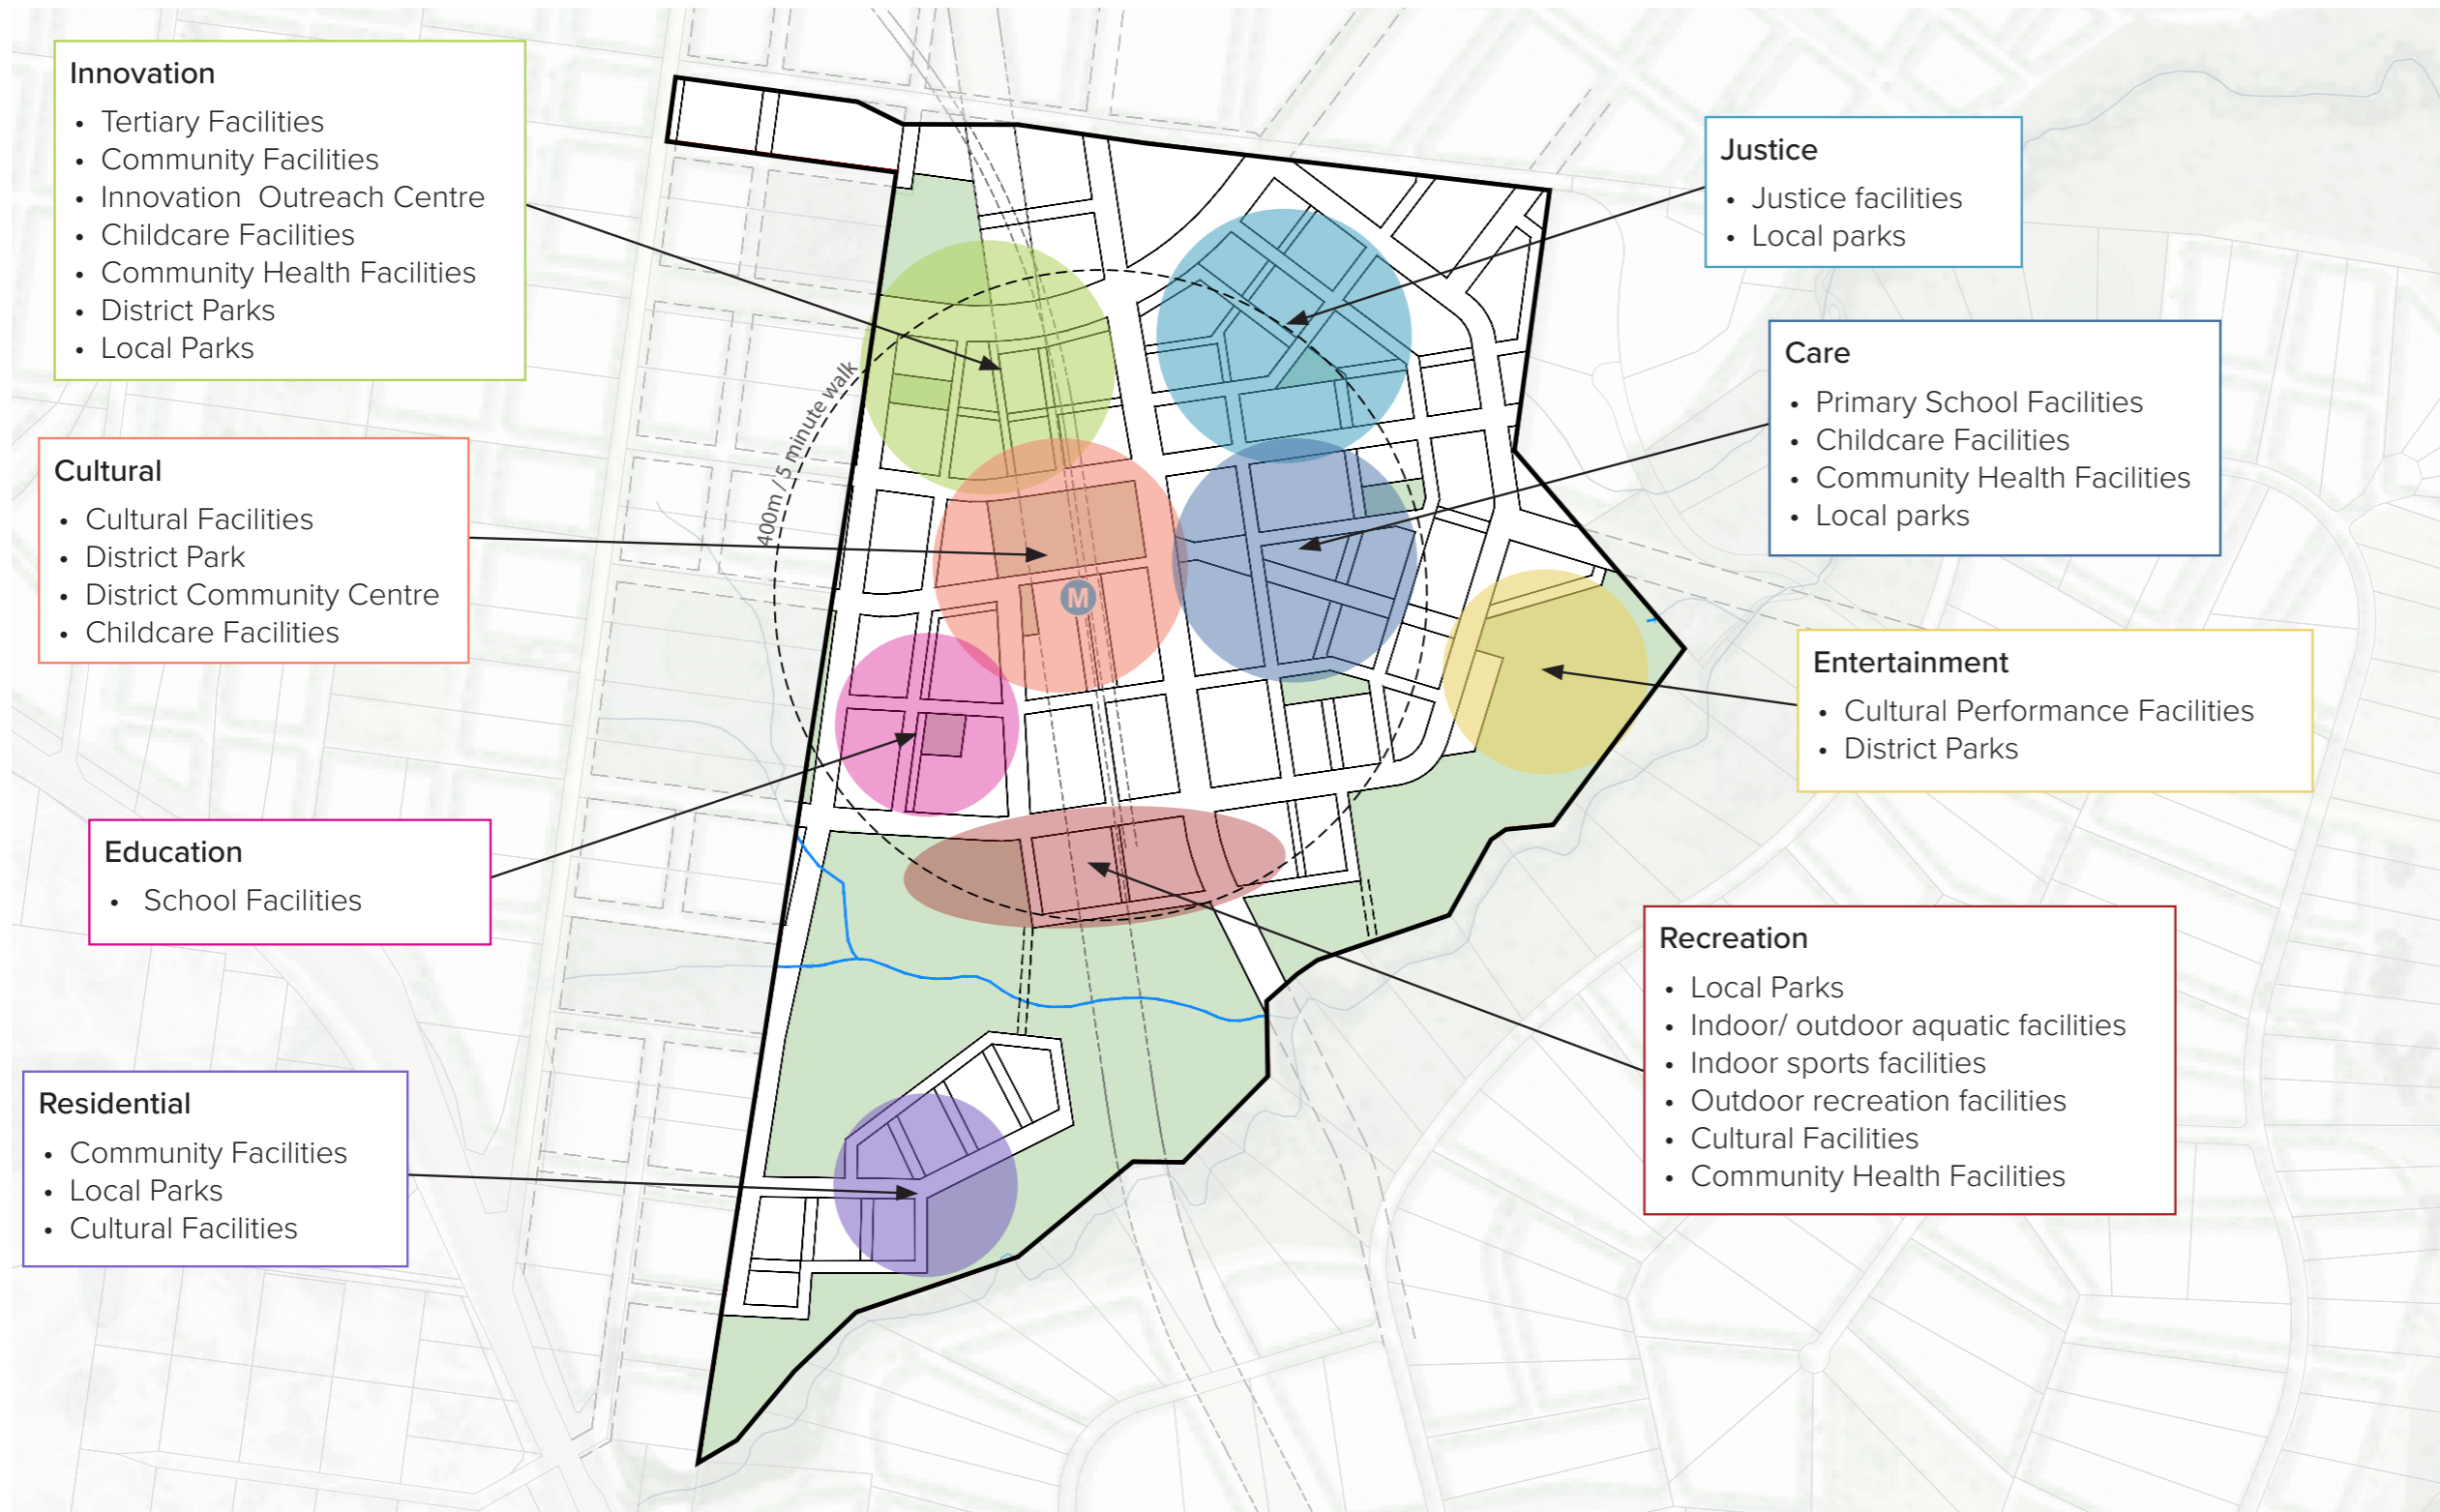 Innovation
• Tertiary Facilities
• Community Facilities
• Innovation Outreach Centre
• Childcare Facilities
• Community Health Facilities
• District Parks
• Local Parks
Cultural
• Cultural Facilities
• District Park
• District Community Centre
• Childcare Facilities
Education
• School Facilities
Residential
• Community Facilities
• Local Parks
• Cultural Facilities
400m / 5 minute walk
M
Justice
• Justice facilities
• Local parks
Care
• Primary School Facilities
• Childcare Facilities
• Community Health Facilities
• Local parks
Entertainment
• Cultural Performance Facilities
• District Parks
Recreation
• Local Parks
• Indoor/ outdoor aquatic facilities
• Indoor sports facilities
• Outdoor recreation facilities
• Cultural Facilities
• Community Health Facilities